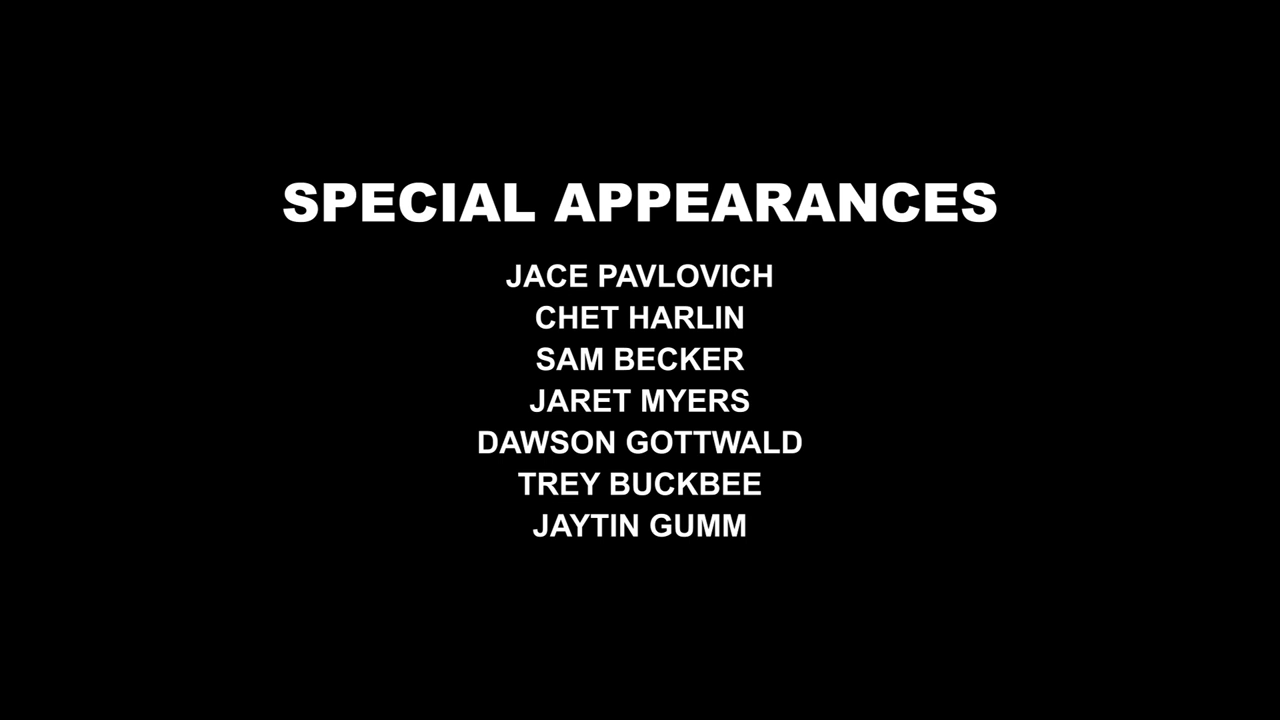 SPECIAL APPEARANCES
JACE PAVLOVICH
CHET HARLIN
SAM BECKER
JARET MYERS
DAWSON GOTTWALD
TREY BUCKBEE
JAYTIN GUMM